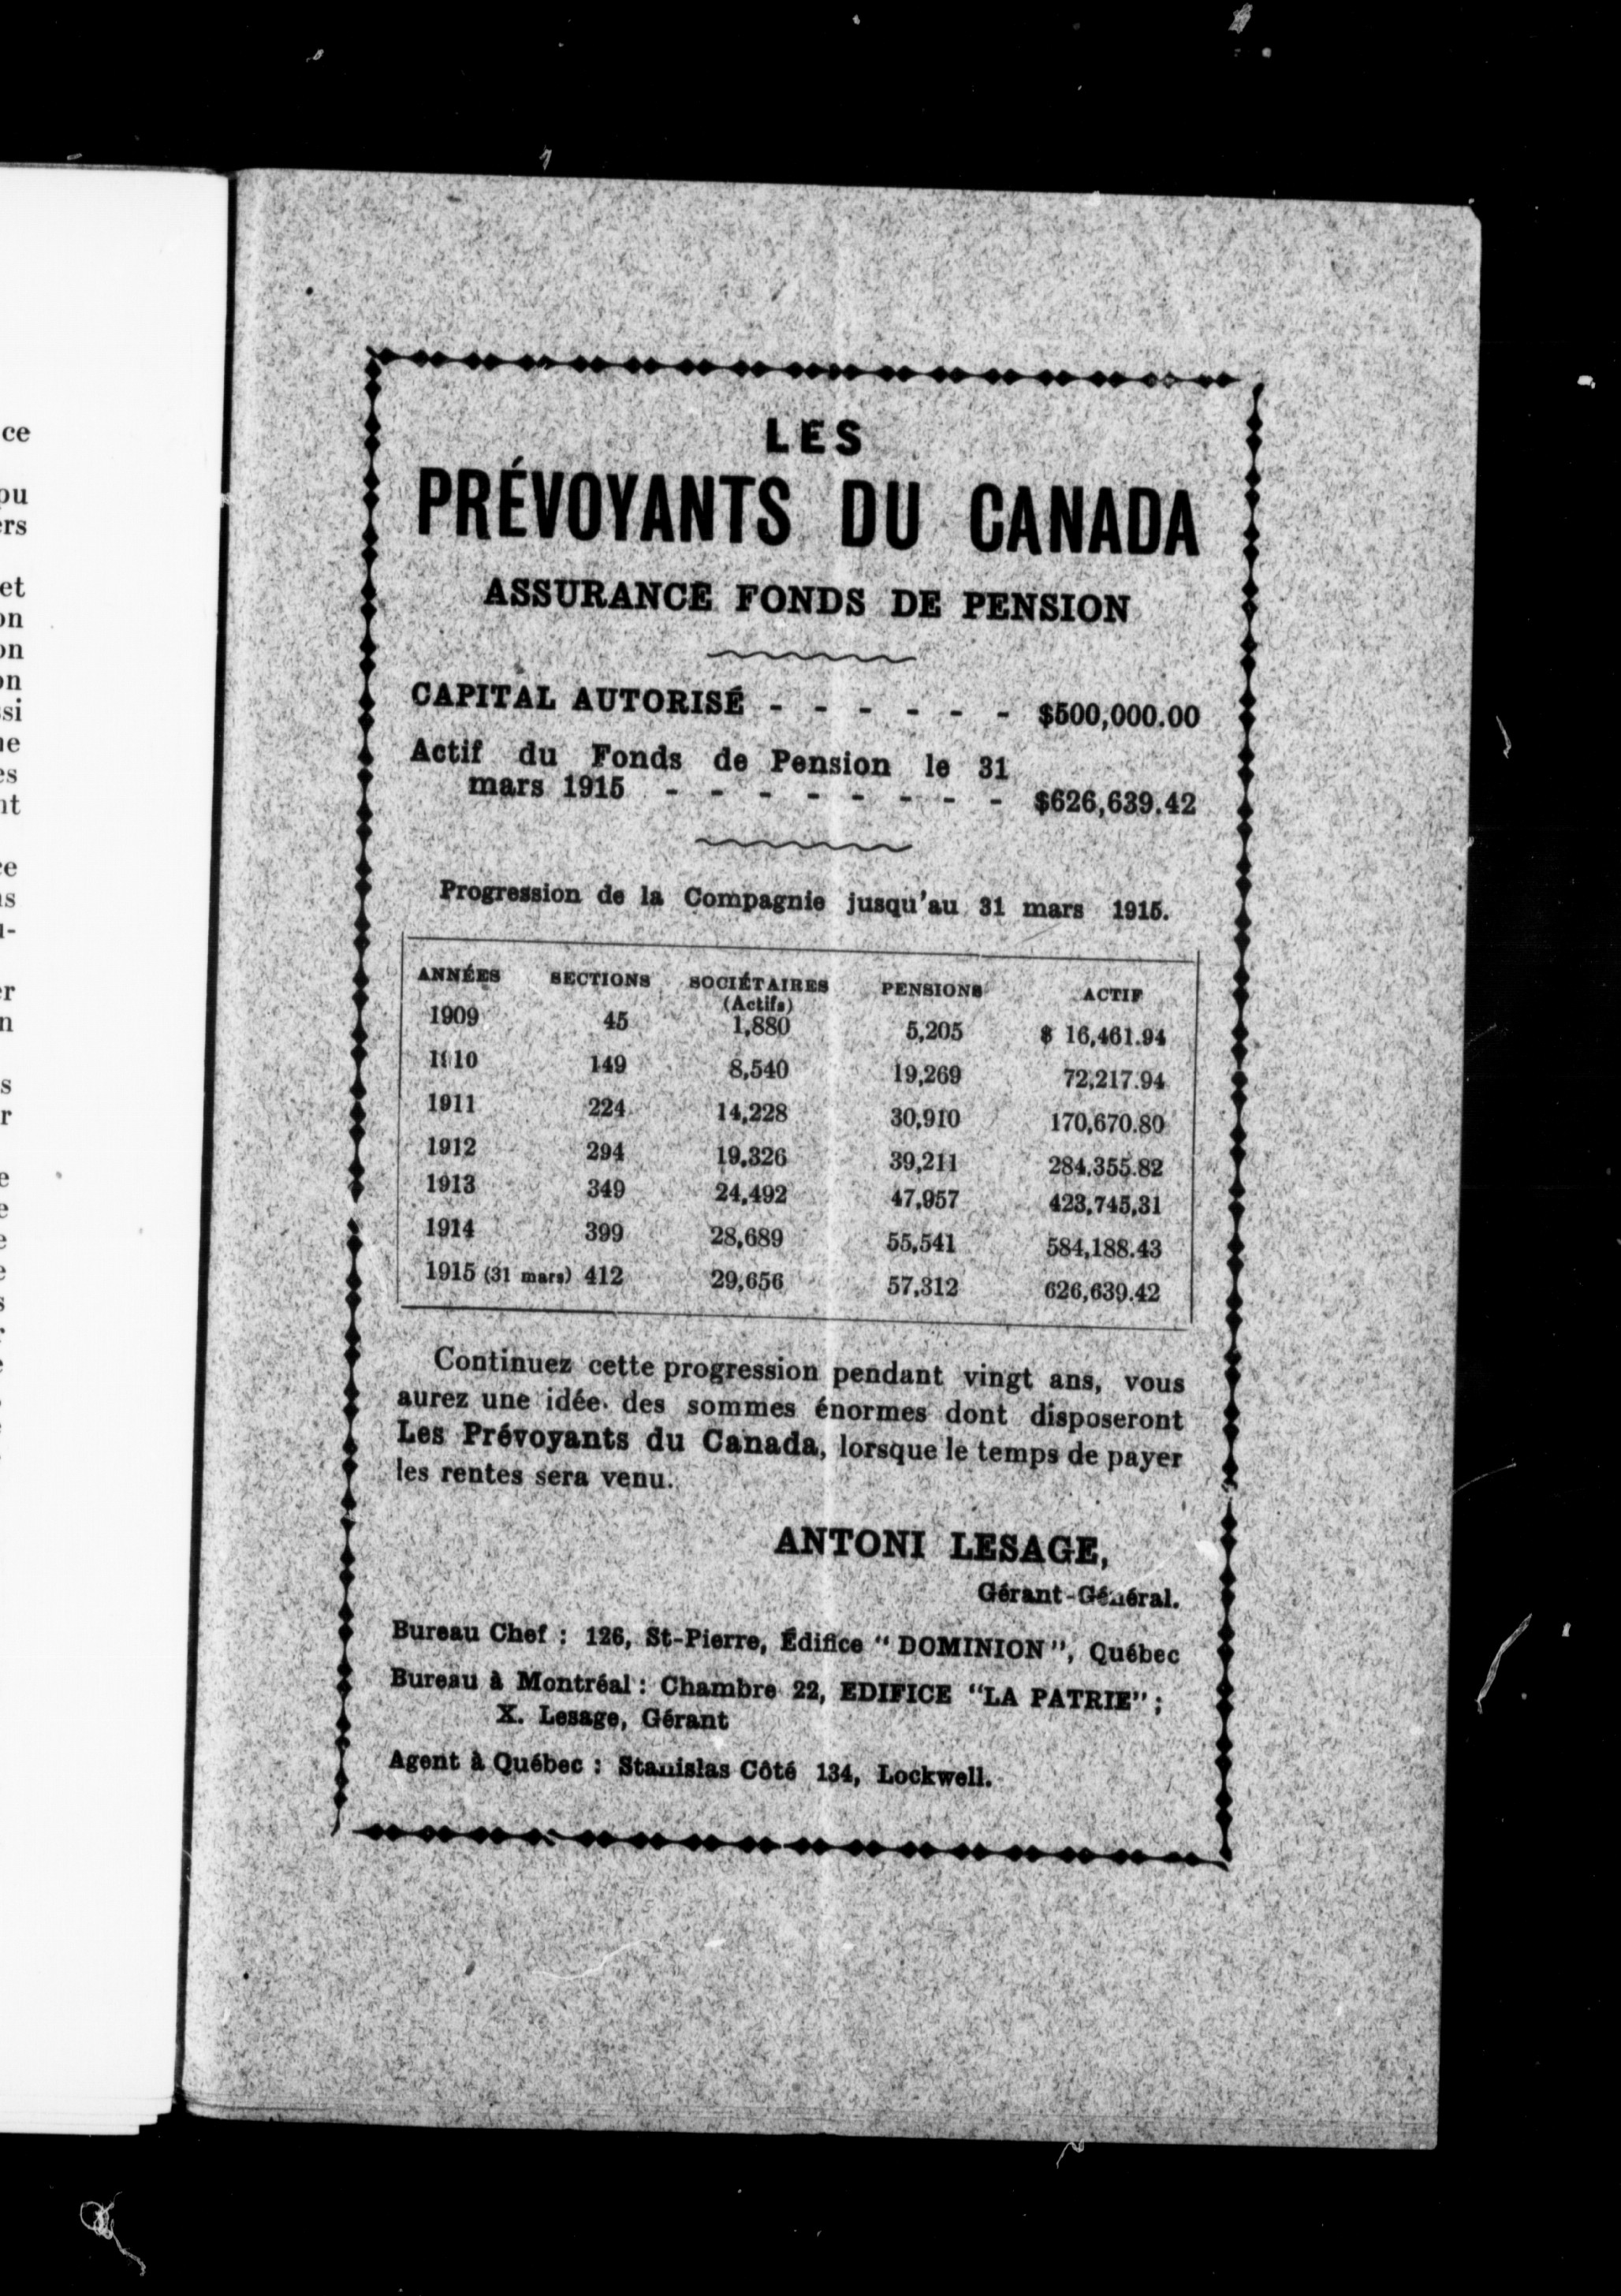 LES
PRÉVOYANTS DU CANADA
ASSURANCE FONDS DE PENSION
CAPITAL AUTORISÉ - - - - - - $500,000.00
Actif du Fonds de Pension le 31
mars 1915 - - - - - - - - $626,639.42
Progression de la Compagnie jusqu'au 31 mars 1915.
ANNÉES SECTIONS SOCIÉTAIRES PENSIONS ACTIF
(Actifs)
1909 45 1,880 5,205 $ 16,461.94
1910 149 8,540 19,269 72,217.94
1911 224 14,228 30,910 170,670.80
1912 294 19,326 39,211 284,355.82
1913 349 24,492 47,957 423,745,31
1914 399 28,689 55,541 584,188.43
1915 (31 mars) 412 29,656 57,312 626,639.42
Continuez cette progression pendant vingt ans, vous
aurez une idée des sommes énormes dont disposeront
Les Prévoyants du Canada, lorsque le temps de payer
les rentes sera venu.
ANTONI LESAGE,
Gérant-Général.
Bureau Chef : 126, St-Pierre, Édifice "DOMINION", Québec
Bureau à Montréal : Chambre 22, EDIFICE "LA PATRIE" ;
X. Lesage, Gérant
Agent à Québec : Stanislas Côté 134, Lockwell.